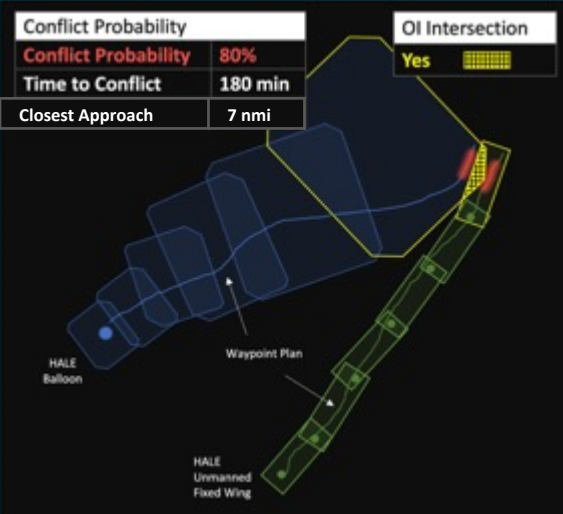 Conflict Probability
Conflict Probability 80%
Time to Conflict 180 min
Closest Approach 7 nmi
OI Intersection
Yes
Waypoint Plan
HALE
Balloon
HALE
Unmanned
Fixed Wing